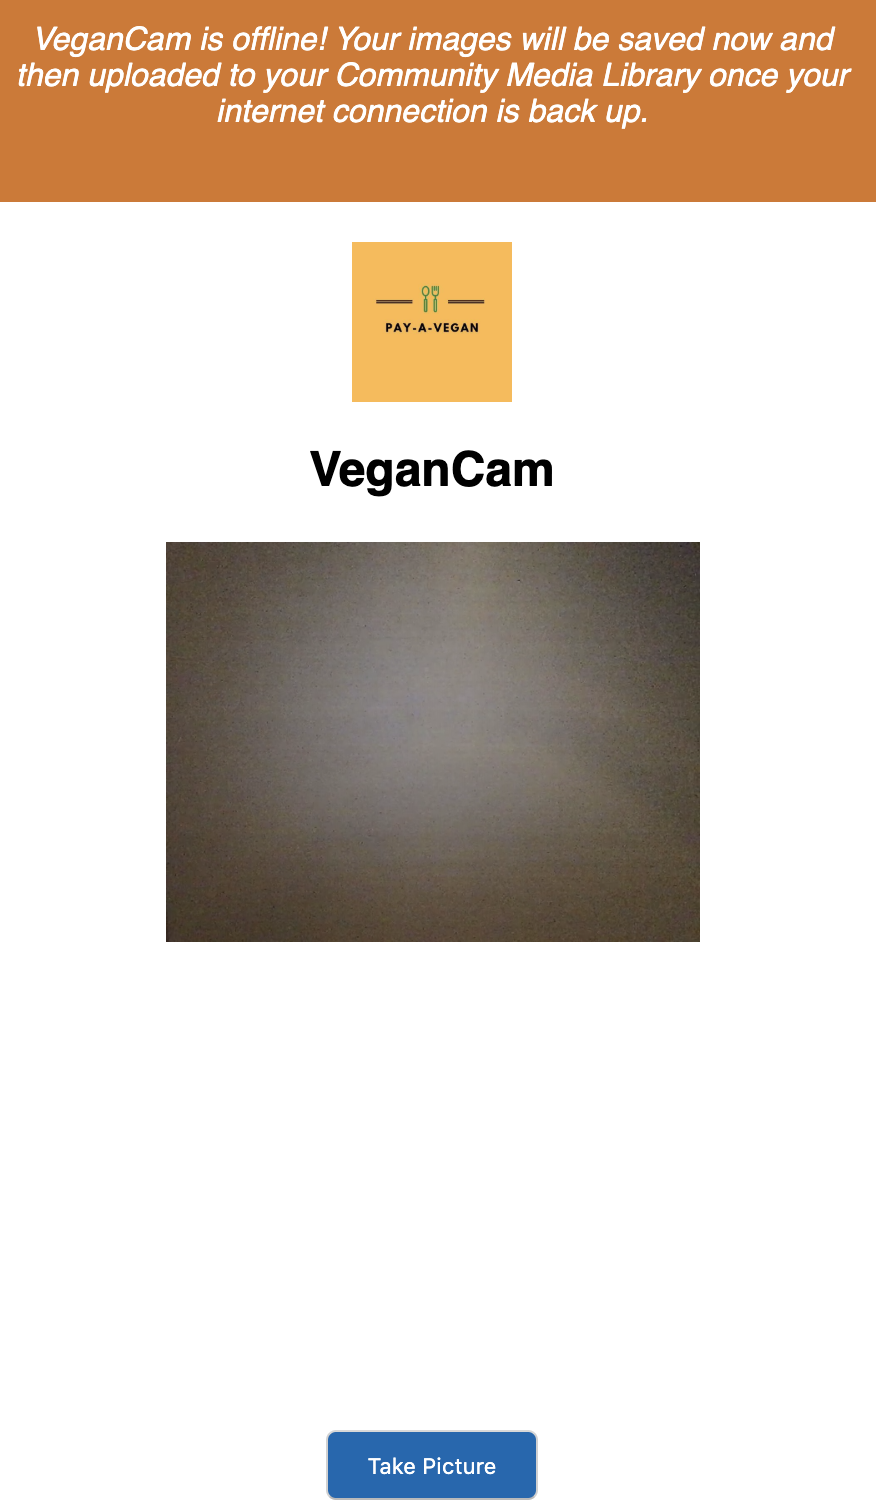 VeganCam is offline! Your images will be saved now and
then uploaded to your Community Media Library once your
internet connection is back up.
PAY-A-VEGAN
VeganCam
Take Picture